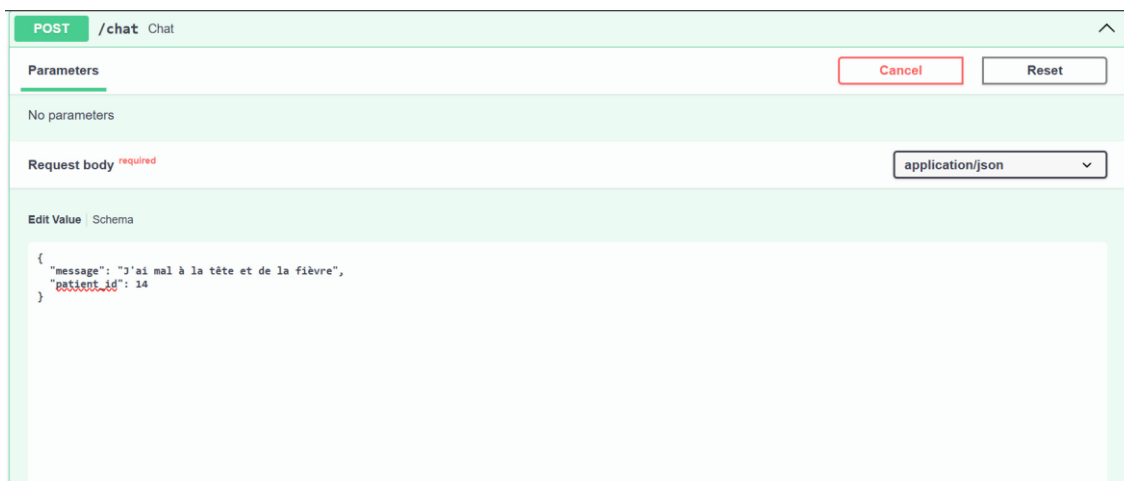 POST /chat Chat
Parameters
Cancel
Reset
No parameters
Request body required
application/json
Edit Value | Schema
{
  "message": "J'ai mal à la tête et de la fièvre",
  "patient_id": 14
}